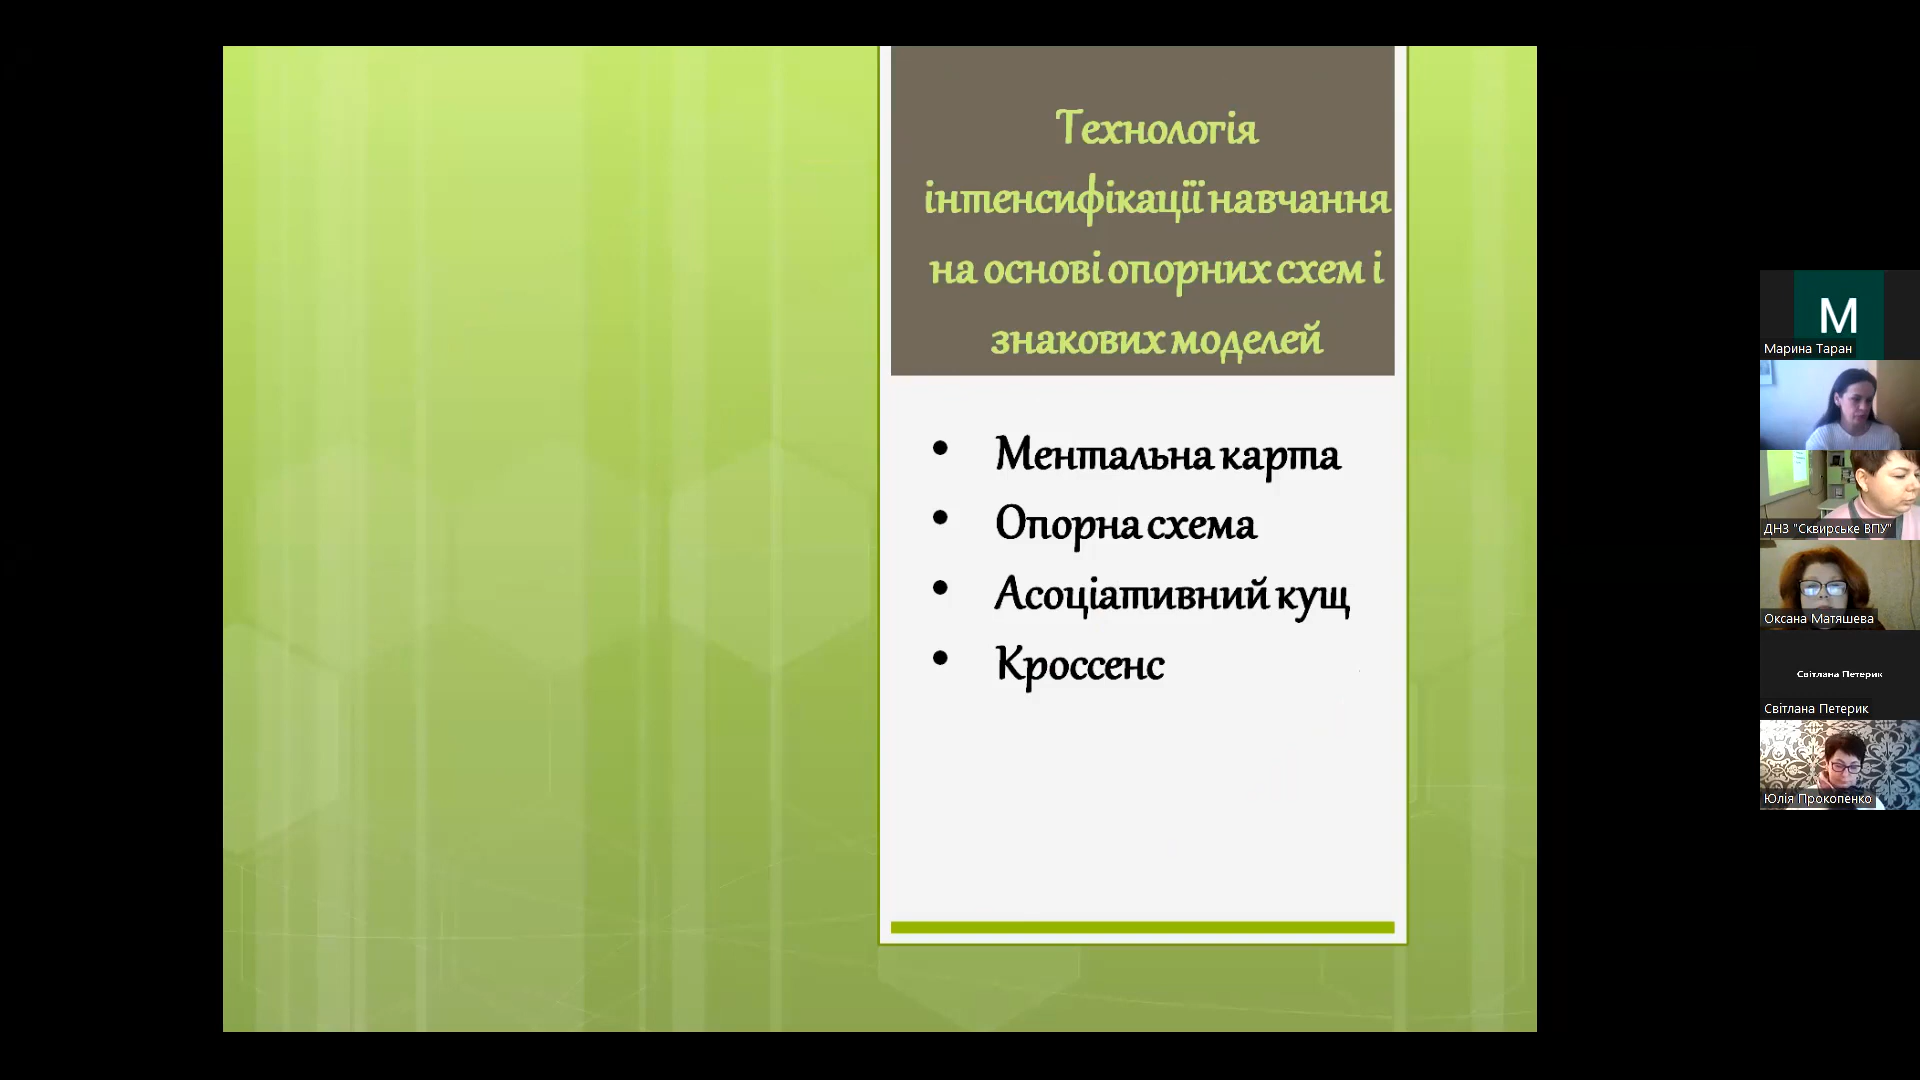 Технологія
інтенсифікації навчання
на основі опорних схем і
знакових моделей
• Ментальна карта
• Опорна схема
• Асоціативний кущ
• Кроссенс
М
Марина Таран
ДНЗ "Сквирське ВПУ"
Оксана Матяшева
Світлана Петерик
Світлана Петерик
Юлія Прокопенко